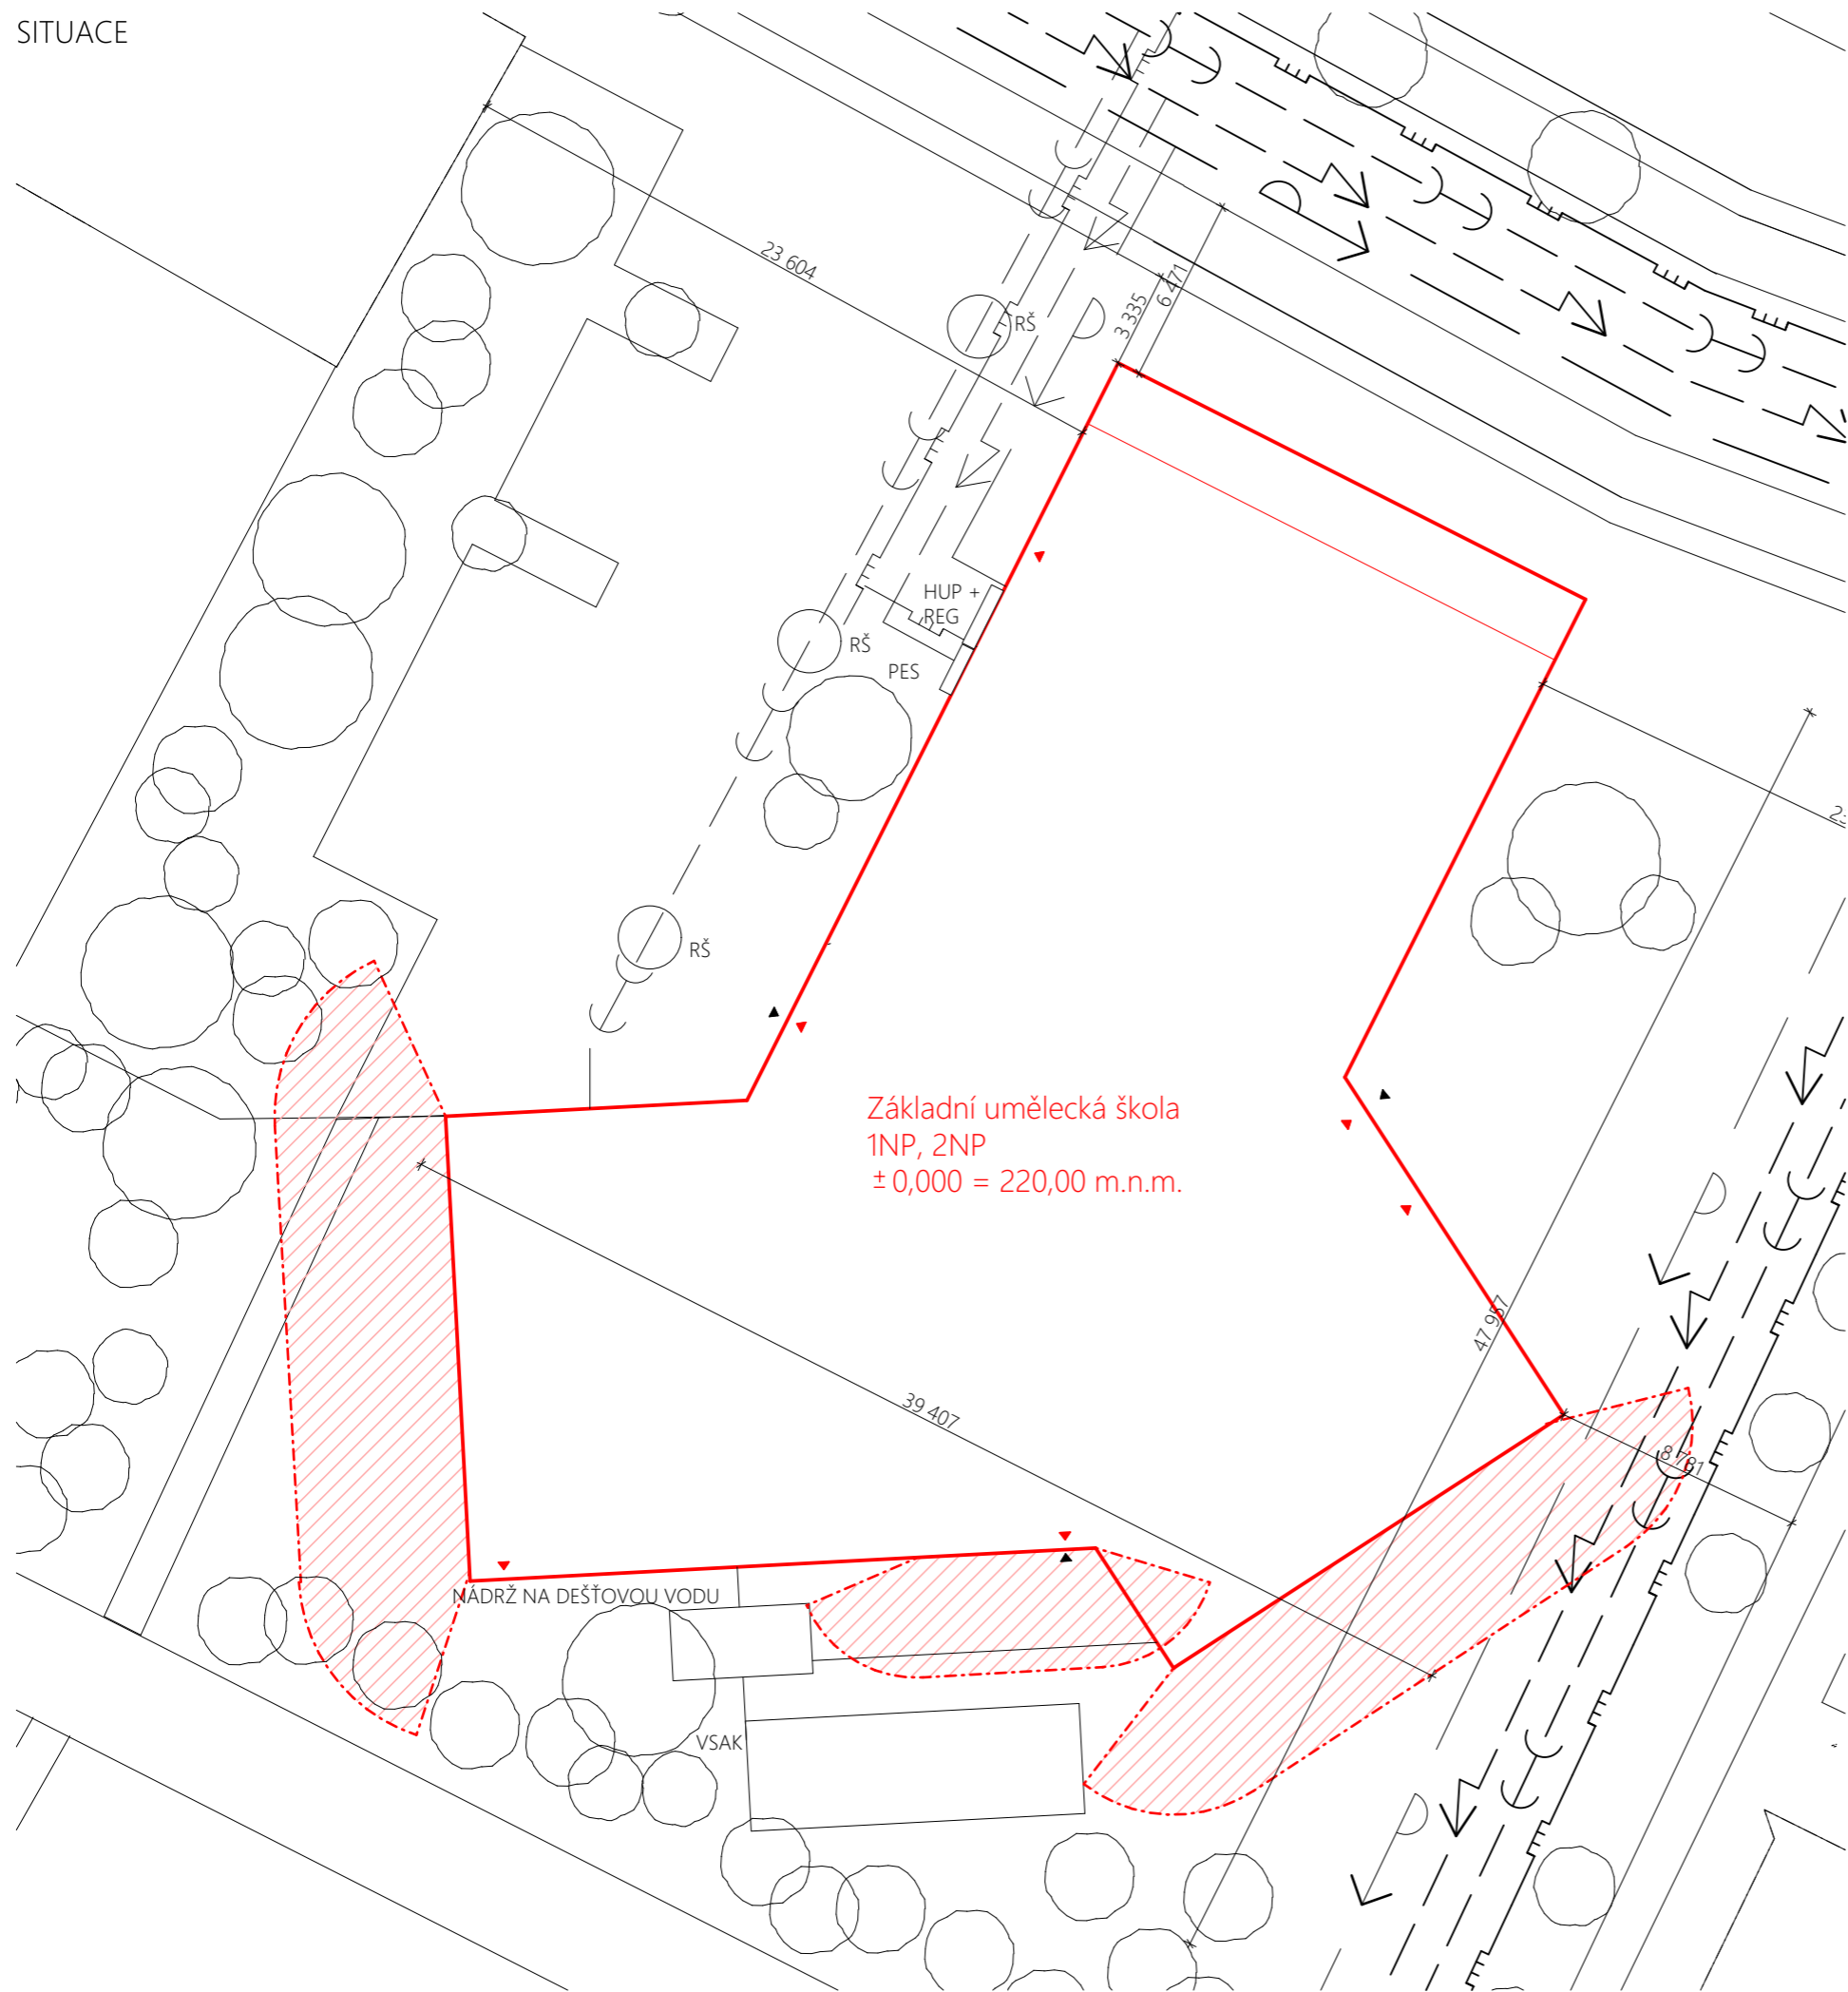 SITUACE
23 604
3 335
6 471
RŠ
HUP +
REG
RŠ
PES
RŠ
Základní umělecká škola
1NP, 2NP
± 0,000 = 220,00 m.n.m.
47 957
39 407
8 781
NÁDRŽ NA DEŠŤOVOU VODU
VSAK